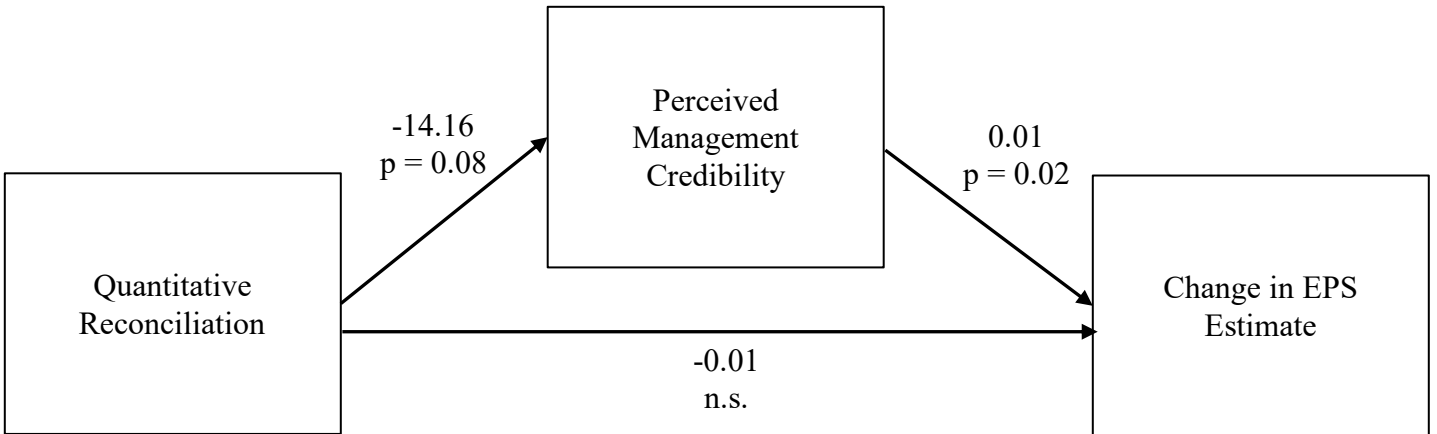 Perceived
Management
Credibility
-14.16
p = 0.08
0.01
p = 0.02
Quantitative
Reconciliation
Change in EPS
Estimate
-0.01
n.s.